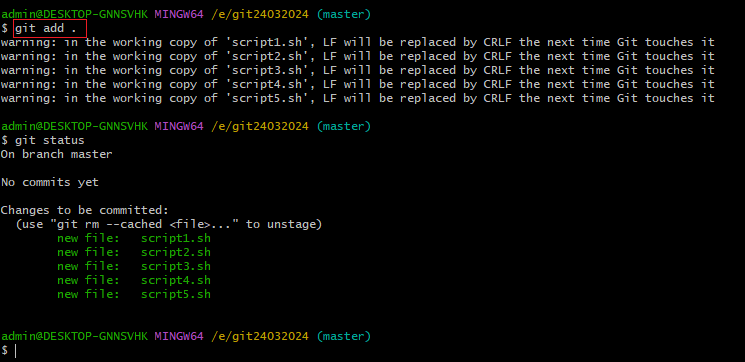 admin@DESKTOP-GNNSVHK MINGW64 /e/git24032024 (master)
$ git add .
warning: in the working copy of 'script1.sh', LF will be replaced by CRLF the next time Git touches it
warning: in the working copy of 'script2.sh', LF will be replaced by CRLF the next time Git touches it
warning: in the working copy of 'script3.sh', LF will be replaced by CRLF the next time Git touches it
warning: in the working copy of 'script4.sh', LF will be replaced by CRLF the next time Git touches it
warning: in the working copy of 'script5.sh', LF will be replaced by CRLF the next time Git touches it
admin@DESKTOP-GNNSVHK MINGW64 /e/git24032024 (master)
$ git status
On branch master
No commits yet
Changes to be committed:
  (use "git rm --cached <file>..." to unstage)
        new file:   script1.sh
        new file:   script2.sh
        new file:   script3.sh
        new file:   script4.sh
        new file:   script5.sh
admin@DESKTOP-GNNSVHK MINGW64 /e/git24032024 (master)
$